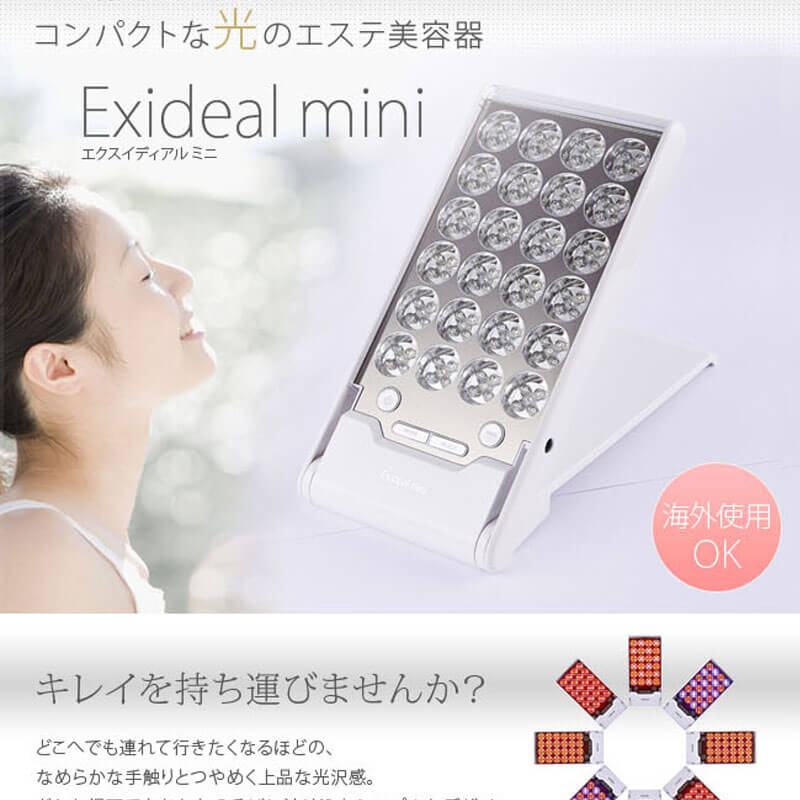 コンパクトな光のエステ美容器
Exideal mini
エクスイディアル ミニ
Exideal mini
海外使用
OK
キレイを持ち運びませんか？
どこへでも連れて行きたくなるほどの、
なめらかな手触りとつやめく上品な光沢感。